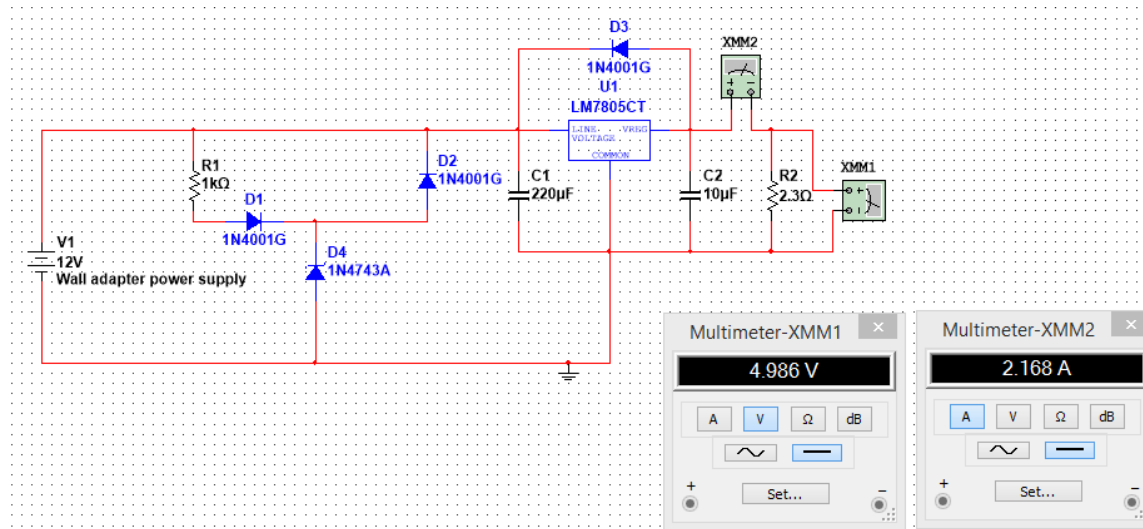 D3
1N4001G
U1
LM7805CT
LINE VREG
VOLTAGE
COMMON
XMM2
+ -
R1
1kΩ
D1
1N4001G
D2
1N4001G
C1
220µF
C2
10µF
R2
2.3Ω
XMM1
+
-
D4
1N4743A
V1
12V
Wall adapter power supply
Multimeter-XMM1 ×
4.986 V
A V Ω dB
+ Set... -
Multimeter-XMM2 ×
2.168 A
A V Ω dB
+ Set... -